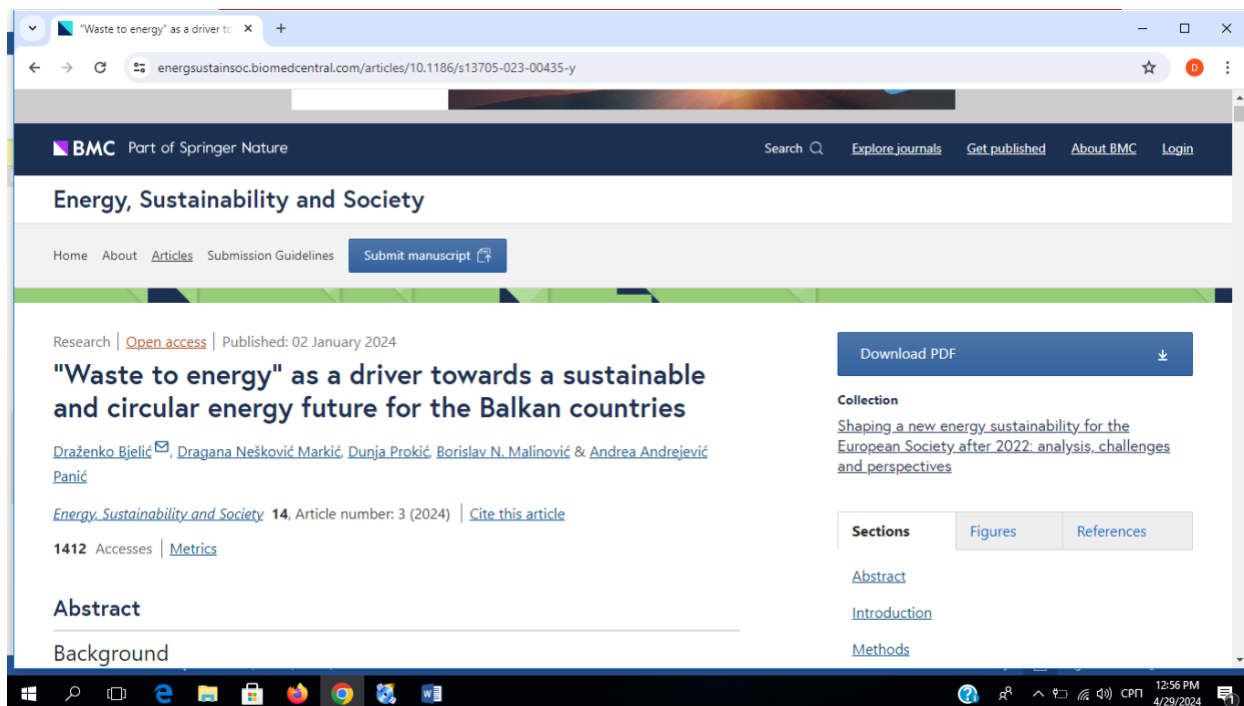 "Waste to energy" as a driver to
energsustainsoc.biomedcentral.com/articles/10.1186/s13705-023-00435-y
D
BMC Part of Springer Nature
Search Explore journals Get published About BMC Login
Energy, Sustainability and Society
Home About Articles Submission Guidelines Submit manuscript
Research | Open access | Published: 02 January 2024
"Waste to energy" as a driver towards a sustainable
and circular energy future for the Balkan countries
Draženko Bjelić, Dragana Nešković Markić, Dunja Prokić, Borislav N. Malinović & Andrea Andrejević
Panić
Energy, Sustainability and Society 14, Article number: 3 (2024) | Cite this article
1412 Accesses | Metrics
Abstract
Background
Download PDF
Collection
Shaping a new energy sustainability for the
European Society after 2022: analysis, challenges
and perspectives
Sections Figures References
Abstract
Introduction
Methods
СРП
12:56 PM
4/29/2024